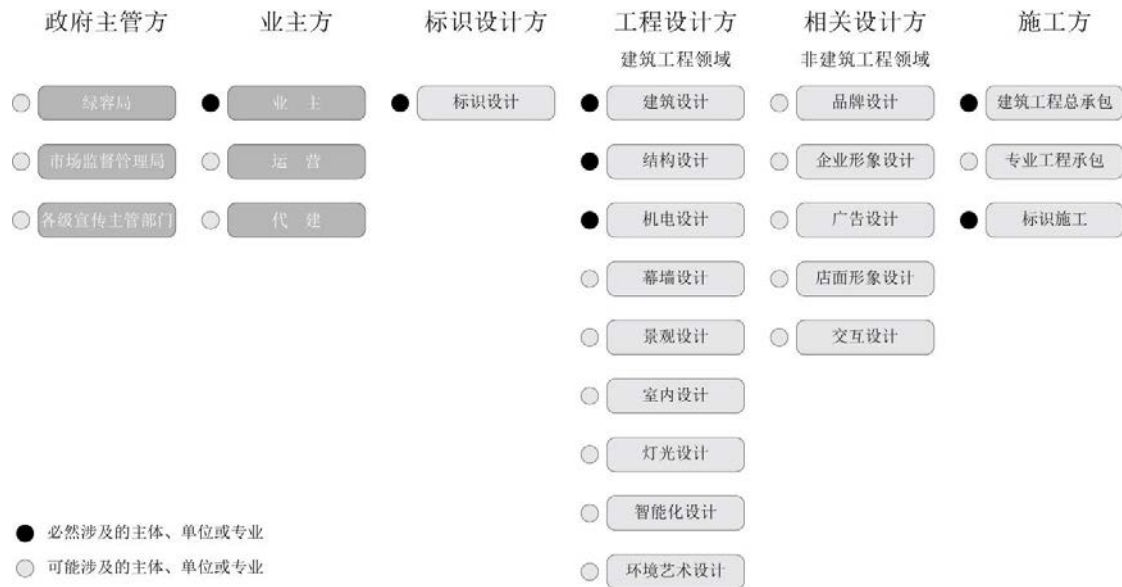 政府主管方
业主方
标识设计方
工程设计方
相关设计方
施工方
建筑工程领域
非建筑工程领域
绿容局
业 主
标识设计
建筑设计
品牌设计
建筑工程总承包
市场监督管理局
运 营
结构设计
企业形象设计
专业工程承包
各级宣传主管部门
代 建
机电设计
广告设计
标识施工
幕墙设计
店面形象设计
景观设计
交互设计
室内设计
灯光设计
智能化设计
环境艺术设计
必然涉及的主体、单位或专业
可能涉及的主体、单位或专业